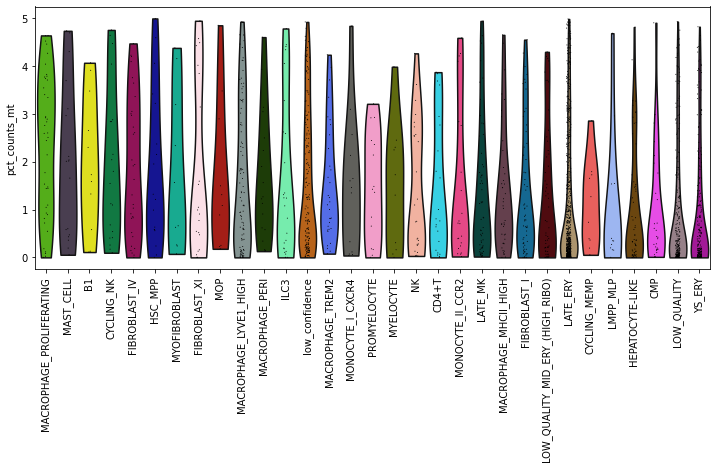 pct_counts_mt
5
4
3
2
1
0
MACROPHAGE_PROLIFERATING
MAST_CELL
B1
CYCLING_NK
FIBROBLAST_IV
HSC_MPP
MYOFIBROBLAST
FIBROBLAST_XI
MOP
MACROPHAGE_LYVE1_HIGH
MACROPHAGE_PERI
ILC3
low_confidence
MACROPHAGE_TREM2
MONOCYTE_I_CXCR4
PROMYELOCYTE
MYELOCYTE
NK
CD4+T
MONOCYTE_II_CCR2
LATE_MK
MACROPHAGE_MHCII_HIGH
FIBROBLAST_I
LOW_QUALITY_MID_ERY_(HIGH_RIBO)
LATE_ERY
CYCLING_MEMP
LMPP_MLP
HEPATOCYTE-LIKE
CMP
LOW_QUALITY
YS_ERY